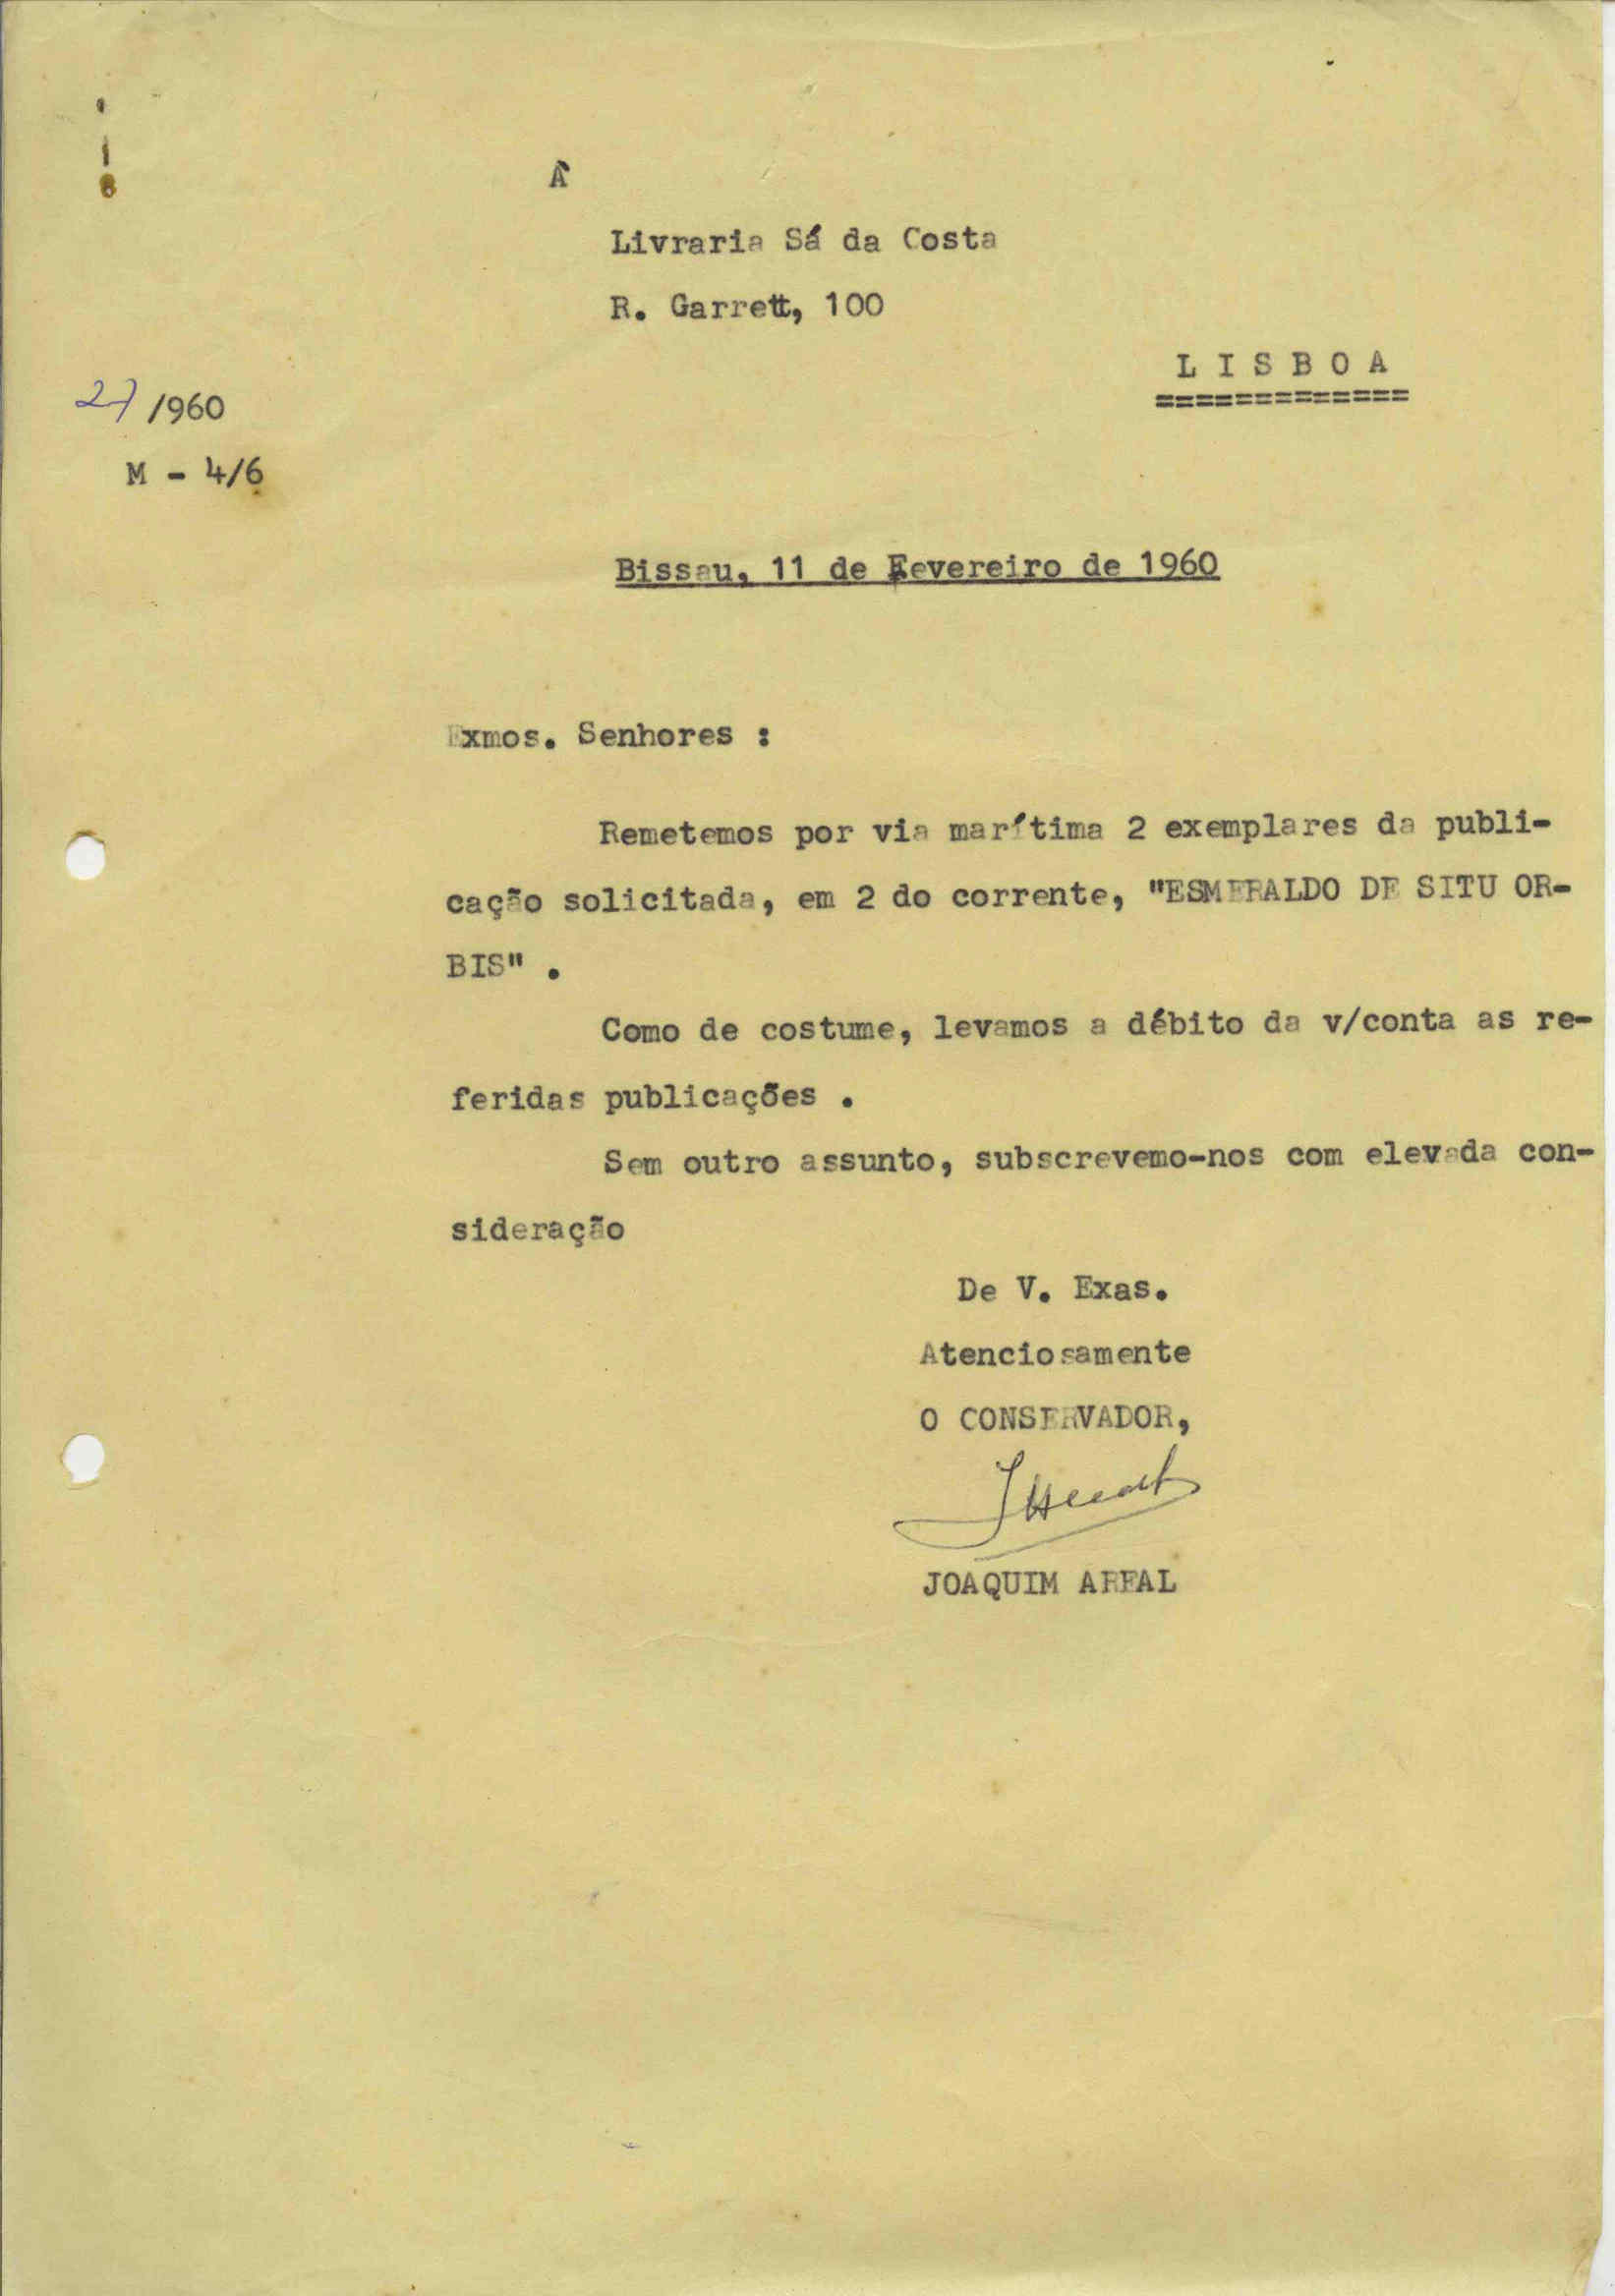 À
Livraria Sá da Costa
R. Garrett, 100
L I S B O A
=============
27/960
M - 4/6
Bissau, 11 de Fevereiro de 1960
Exmos. Senhores :
Remetemos por via marítima 2 exemplares da publi-
cação solicitada, em 2 do corrente, "ESMERALDO DE SITU OR-
BIS" .
Como de costume, levamos a débito da v/conta as re-
feridas publicações .
Sem outro assunto, subscrevemo-nos com elevada con-
sideração
De V. Exas.
Atenciosamente
O CONSERVADOR,
JOAQUIM AREAL